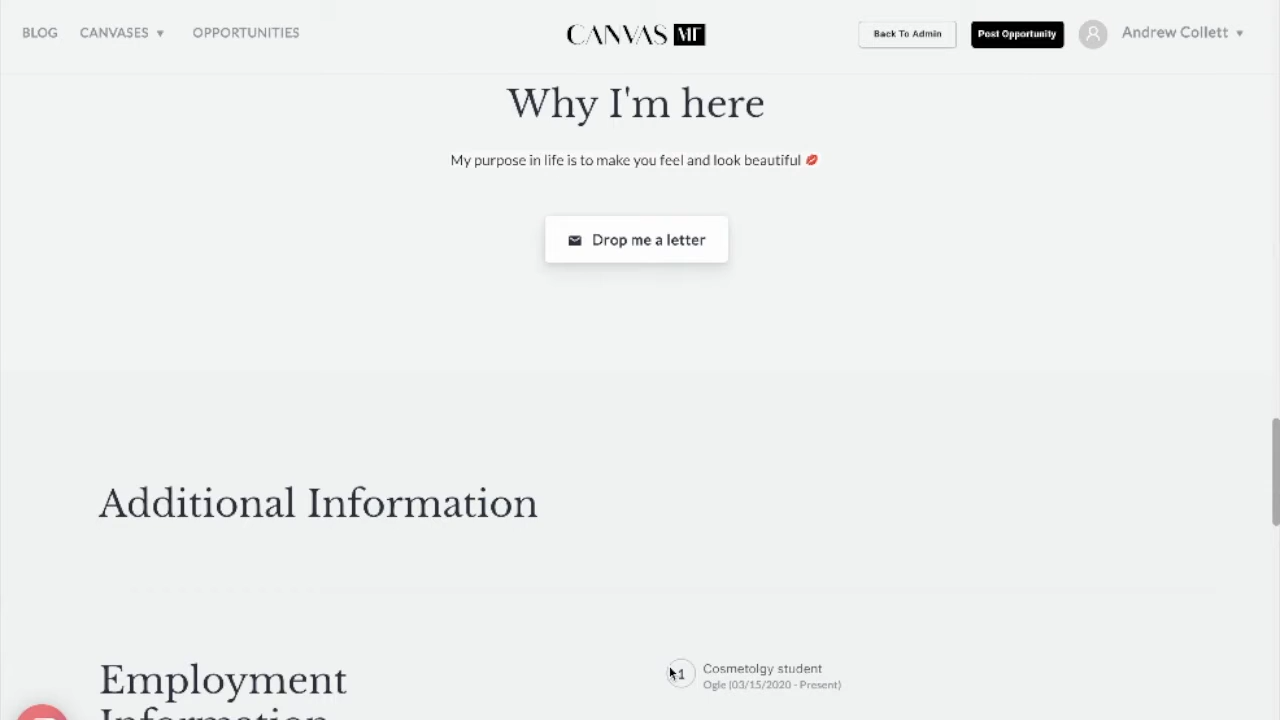 BLOG CANVASES ▼ OPPORTUNITIES CANVAS ME Back To Admin Post Opportunity Andrew Collett ▼
Why I'm here
My purpose in life is to make you feel and look beautiful 💋
Drop me a letter
Additional Information
Employment
Information
1 Cosmetolgy student
Ogle (03/15/2020 - Present)